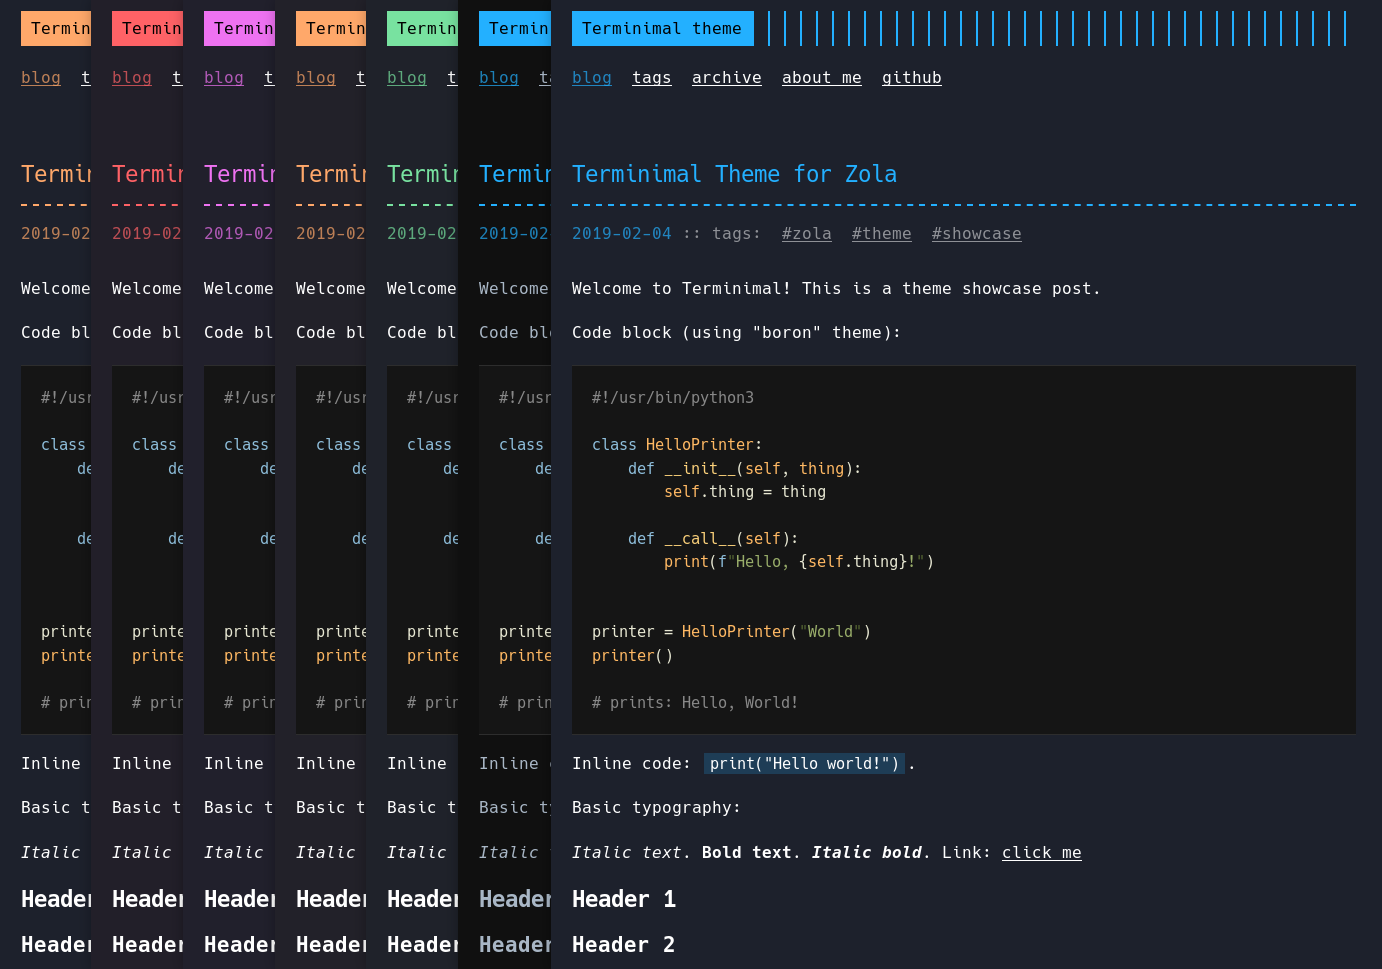 Termin Termin Termin Termin Termin Termin Terminimal theme
blog t blog t blog t blog t blog t blog ta blog tags archive about me github
Termin Termin Termin Termin Termin Termin Terminimal Theme for Zola
2019-02 2019-02 2019-02 2019-02 2019-02 2019-02 2019-02-04 :: tags: #zola #theme #showcase
Welcome Welcome Welcome Welcome Welcome Welcome Welcome to Terminimal! This is a theme showcase post.
Code bl Code bl Code bl Code bl Code bl Code blo Code block (using "boron" theme):
#!/usr #!/usr #!/usr #!/usr #!/usr #!/usr #!/usr/bin/python3
class class class class class class class HelloPrinter:
de de de de de de def __init__(self, thing):
self.thing = thing
de de de de de de def __call__(self):
print(f"Hello, {self.thing}!")
printe printe printe printe printe printe printer = HelloPrinter("World")
printe printe printe printe printe printe printer()
# prin # prin # prin # prin # prin # prin # prints: Hello, World!
Inline Inline Inline Inline Inline Inline c Inline code: print("Hello world!").
Basic t Basic t Basic t Basic t Basic t Basic ty Basic typography:
Italic Italic Italic Italic Italic Italic t Italic text. Bold text. Italic bold. Link: click me
Header Header Header Header Header Header Header 1
Header Header Header Header Header Header Header 2